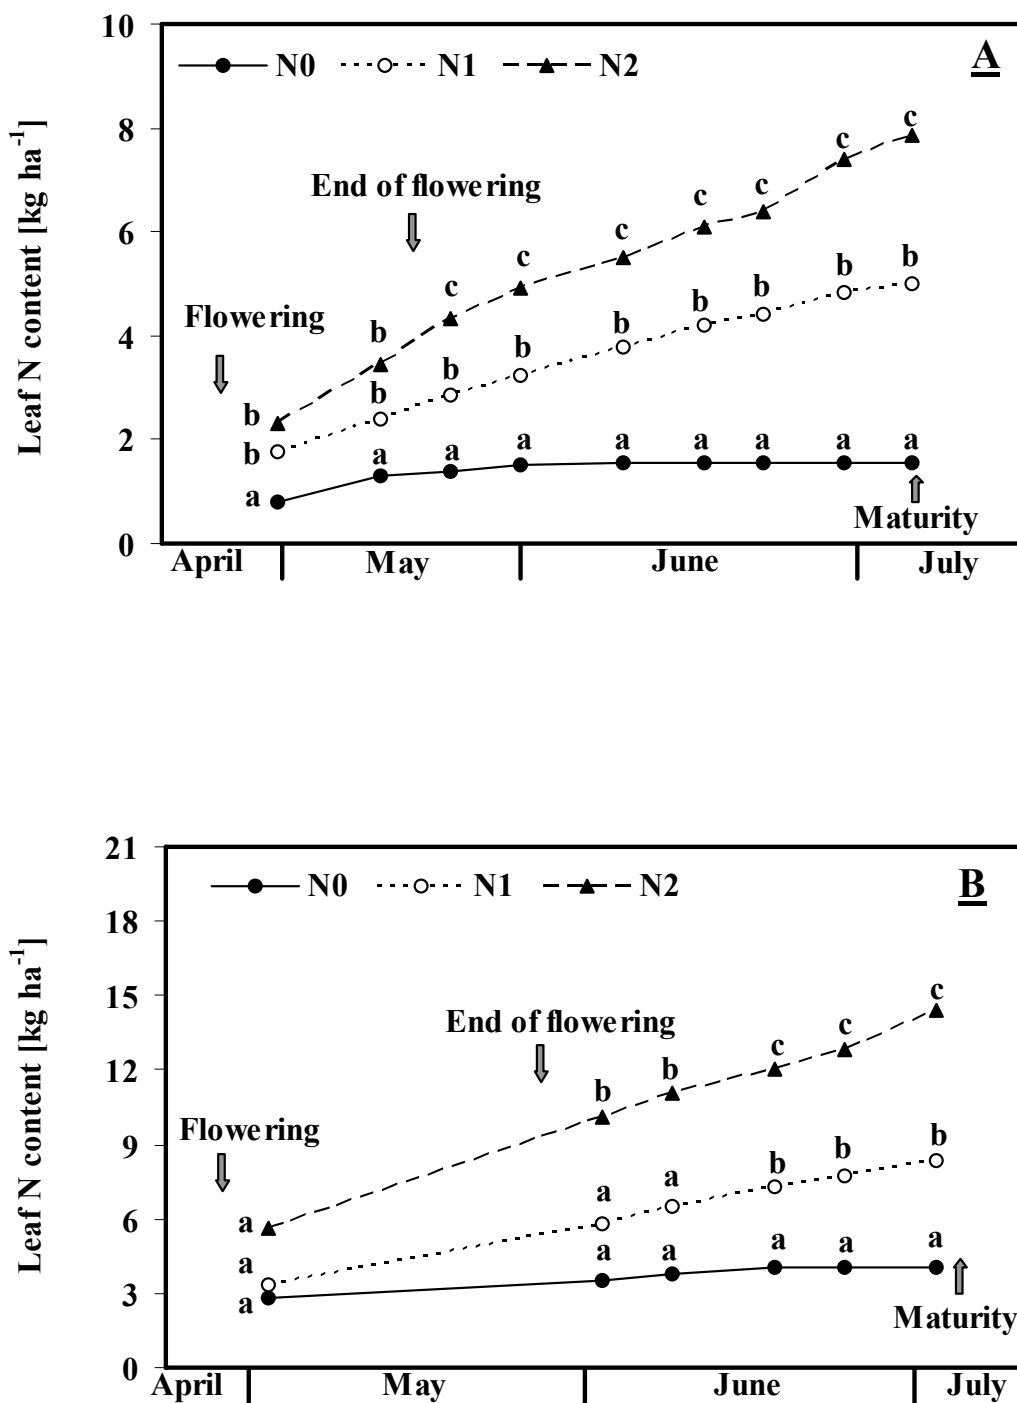 10
8
6
4
2
0
Leaf N content [kg ha⁻¹]
N0 N1 N2
A
c
c
End of flowering
c c
c
c
c
b b
Flowering
b b
b
b
b
b
b
b
b
a a a a a a a
a
a
Maturity
April May June July
21
18
15
12
9
6
3
0
Leaf N content [kg ha⁻¹]
N0 N1 N2
B
c
End of flowering
c
c
b
b
Flowering
b
b
b
a
a
a
a
a
a
a
a
a
a
Maturity
April May June July